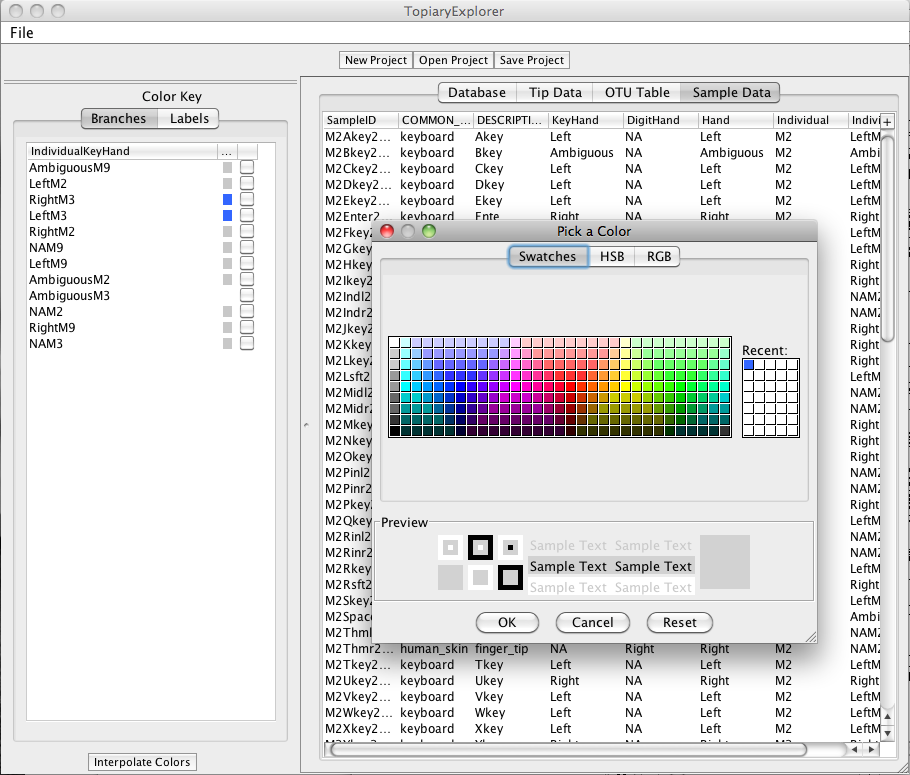 TopiaryExplorer
File
New Project Open Project Save Project
Color Key
Branches Labels
IndividualKeyHand ...
AmbiguousM9
LeftM2
RightM3
LeftM3
RightM2
NAM9
LeftM9
AmbiguousM2
AmbiguousM3
NAM2
RightM9
NAM3
Interpolate Colors
Database Tip Data OTU Table Sample Data
SampleID COMMON_... DESCRIPTI... KeyHand DigitHand Hand Individual Indivi
M2Akey2... keyboard Akey Left NA Left M2 LeftM
M2Bkey2... keyboard Bkey Ambiguous NA Ambiguous M2 Ambi
M2Ckey2... keyboard Ckey Left NA Left M2 LeftM
M2Dkey2... keyboard Dkey Left NA Left M2 LeftM
M2Ekey2... keyboard Ekey Left NA Left M2 LeftM
M2Enter2... keyboard Ente Right NA Right M2 Right
M2Fkey2 LeftM
M2Gkey LeftM
M2Hkey Right
M2Ikey2 Right
M2Indl2 NAM2
M2Indr2 NAM2
M2Jkey2 Right
M2Kkey Right
M2Lkey2 Right
M2Lsft2 LeftM
M2Midl2 NAM2
M2Midr2 NAM2
M2Mkey Right
M2Nkey Right
M2Okey Right
M2Pinl2 NAM2
M2Pinr2 NAM2
M2Pkey2 Right
M2Qkey LeftM
M2Rinl2 NAM2
M2Rinr2 NAM2
M2Rkey2 LeftM
M2Rsft2 Right
M2Skey2 LeftM
M2Spac Ambi
M2Thml NAM2
M2Thmr2... human_skin finger_tip NA Right Right M2 NAM2
M2Tkey2... keyboard Tkey Left NA Left M2 LeftM
M2Ukey2... keyboard Ukey Right NA Right M2 Right
M2Vkey2... keyboard Vkey Left NA Left M2 LeftM
M2Wkey2... keyboard Wkey Left NA Left M2 LeftM
M2Xkey2... keyboard Xkey Left NA Left M2 LeftM
Pick a Color
Swatches HSB RGB
Recent:
Preview
Sample Text Sample Text
Sample Text Sample Text
Sample Text Sample Text
OK Cancel Reset